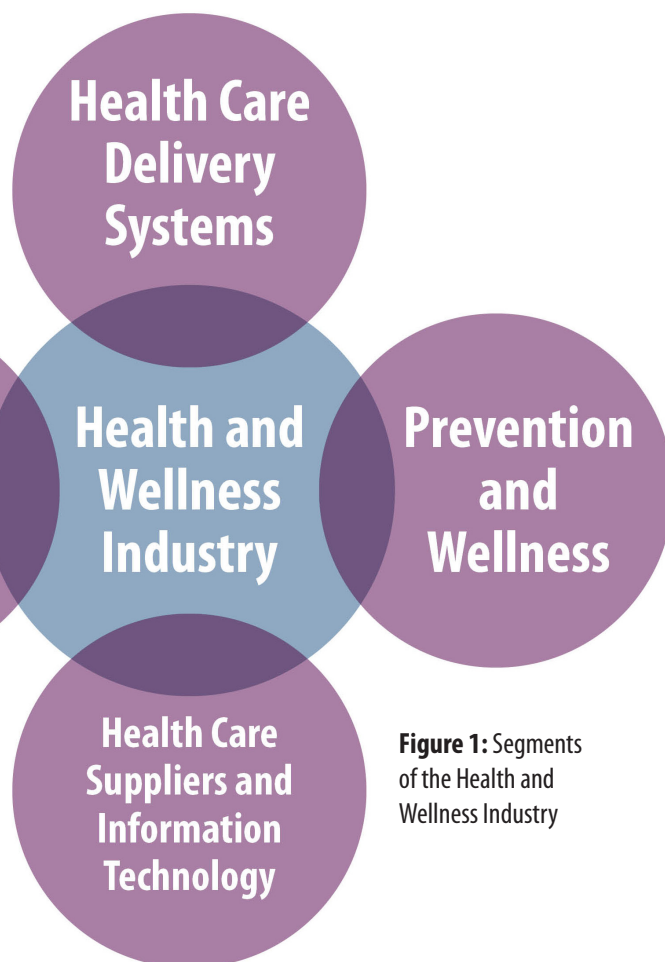 Health Care
Delivery
Systems
Health and
Wellness
Industry
Prevention
and
Wellness
Health Care
Suppliers and
Information
Technology
Figure 1: Segments
of the Health and
Wellness Industry